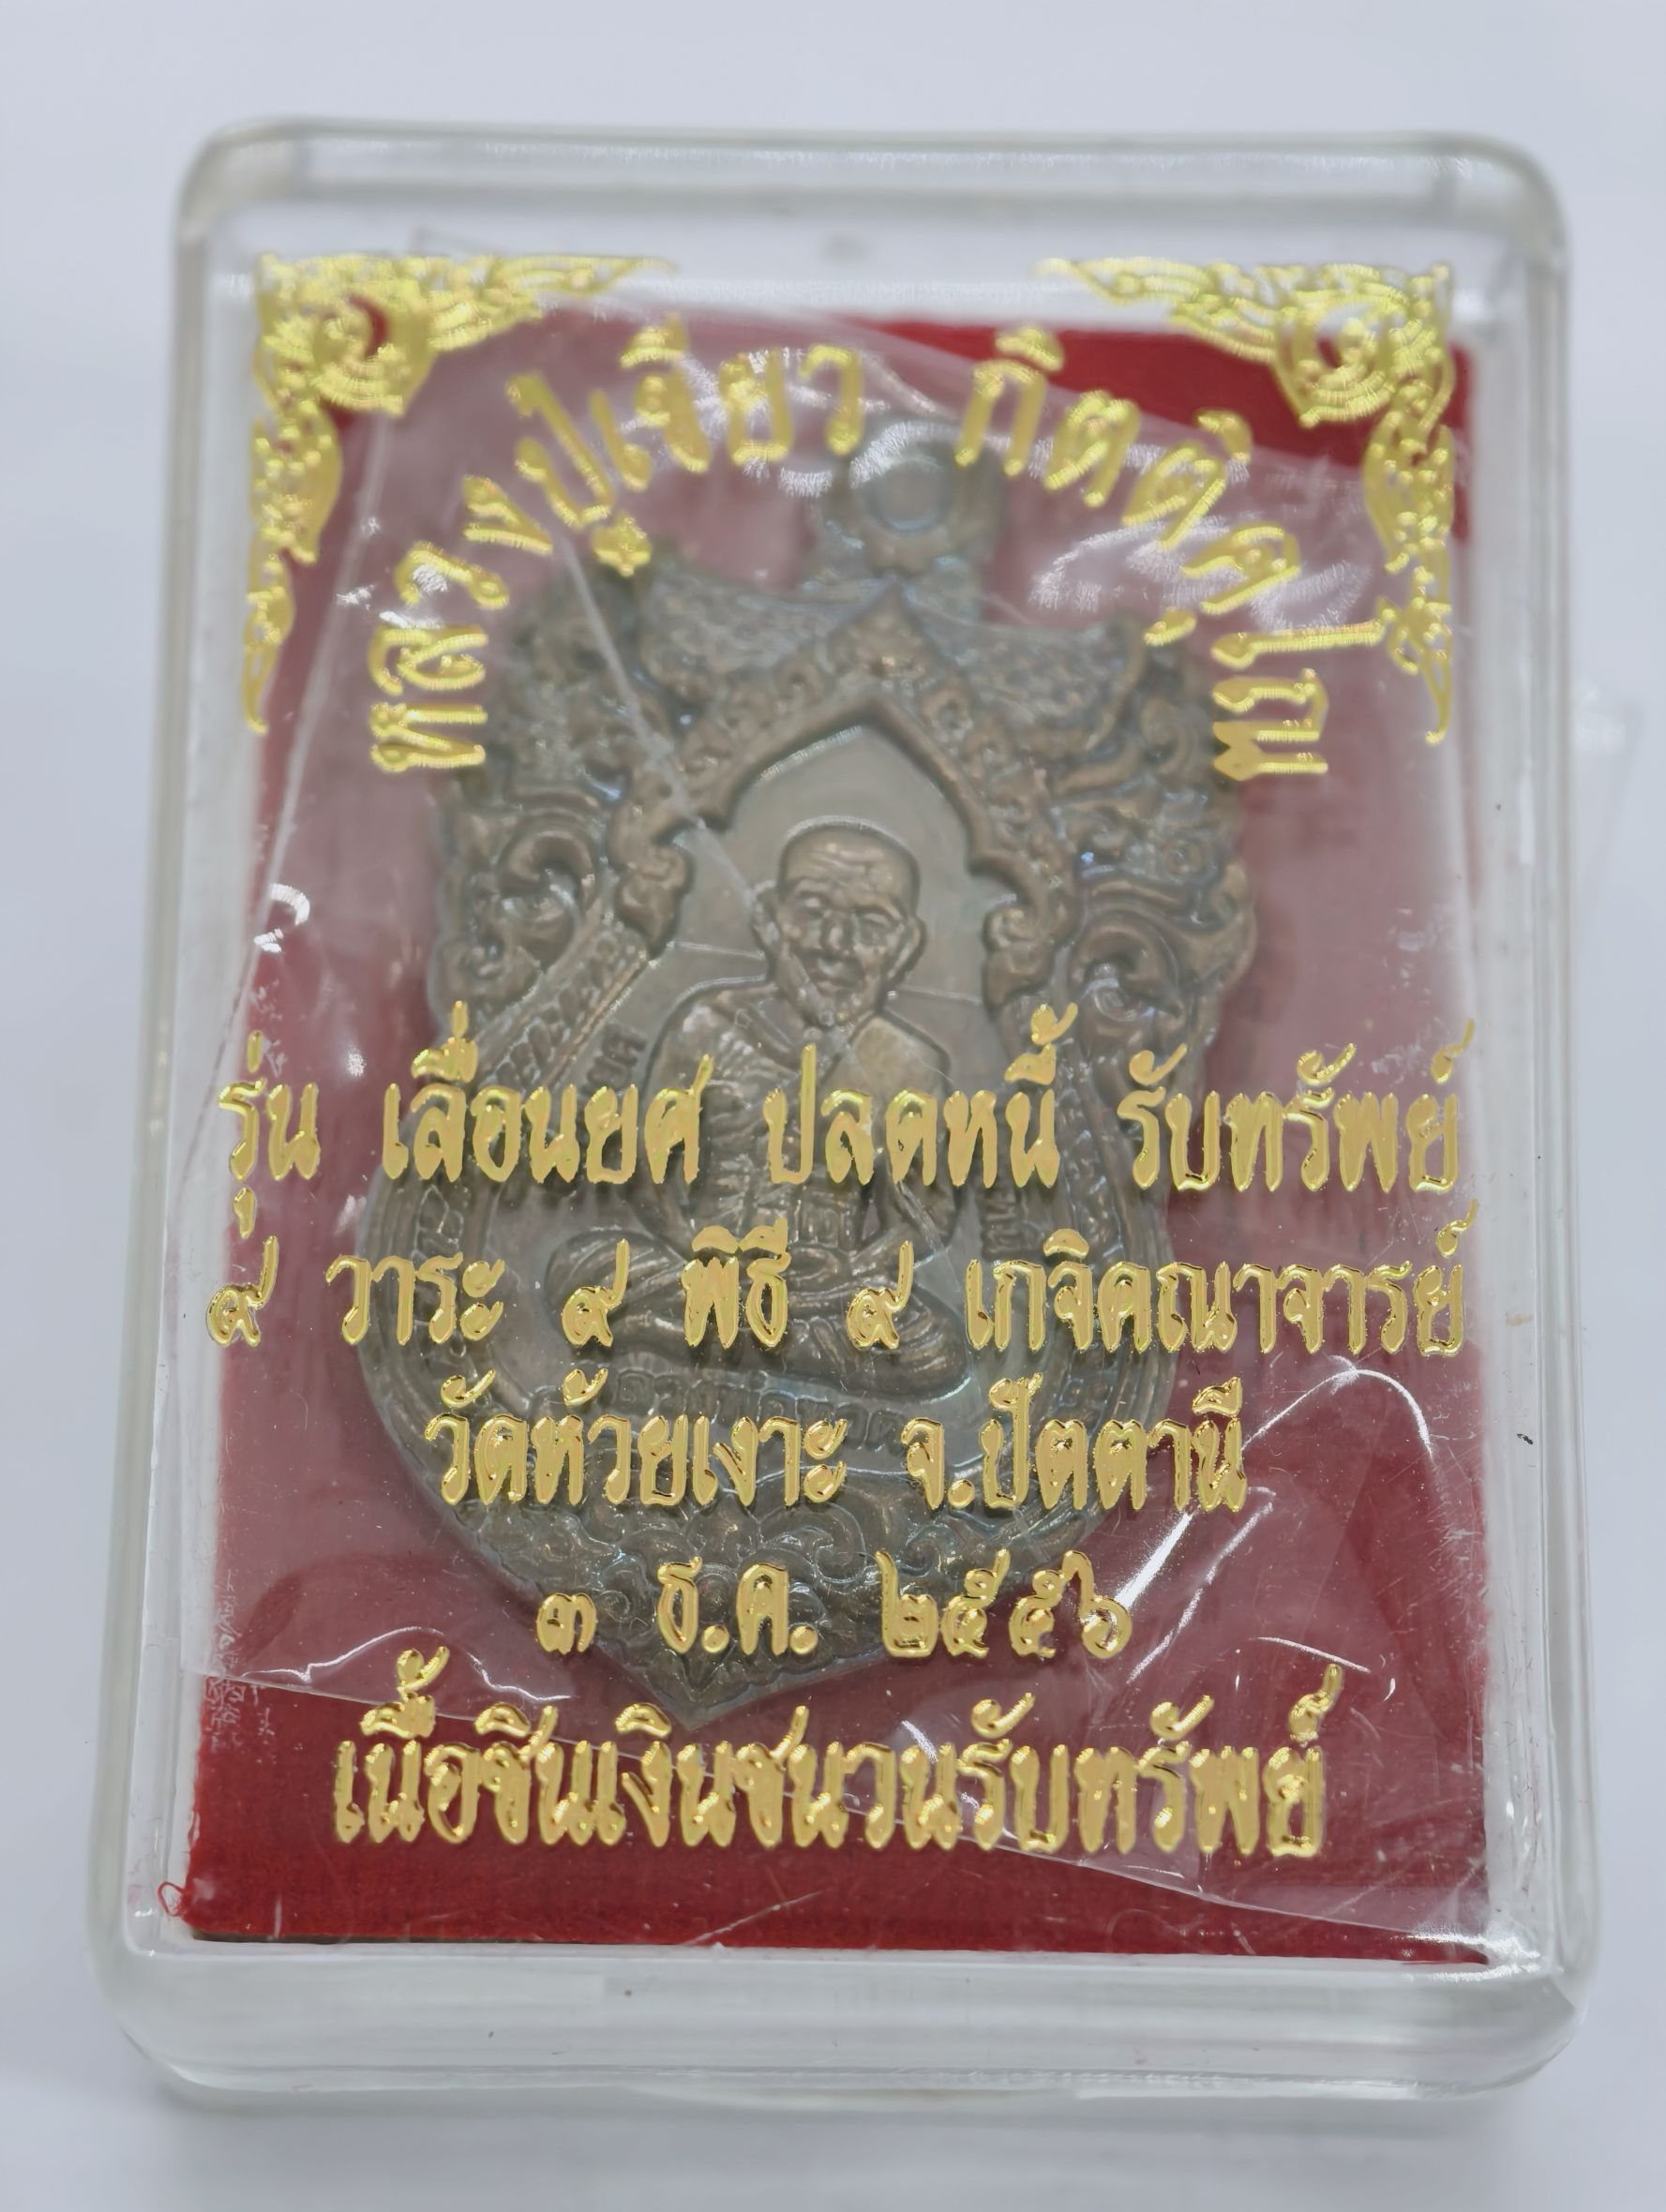 หลวงปู่เจียว กิตติคุโณ
รุ่น เลื่อนยศ ปลดหนี้ รับทรัพย์
๙ วาระ ๙ พิธี ๙ เกจิคณาจารย์
วัดห้วยเงาะ จ.ปัตตานี
๓ ธ.ค. ๒๕๕๖
เนื้อชินเงินชนวนรับทรัพย์